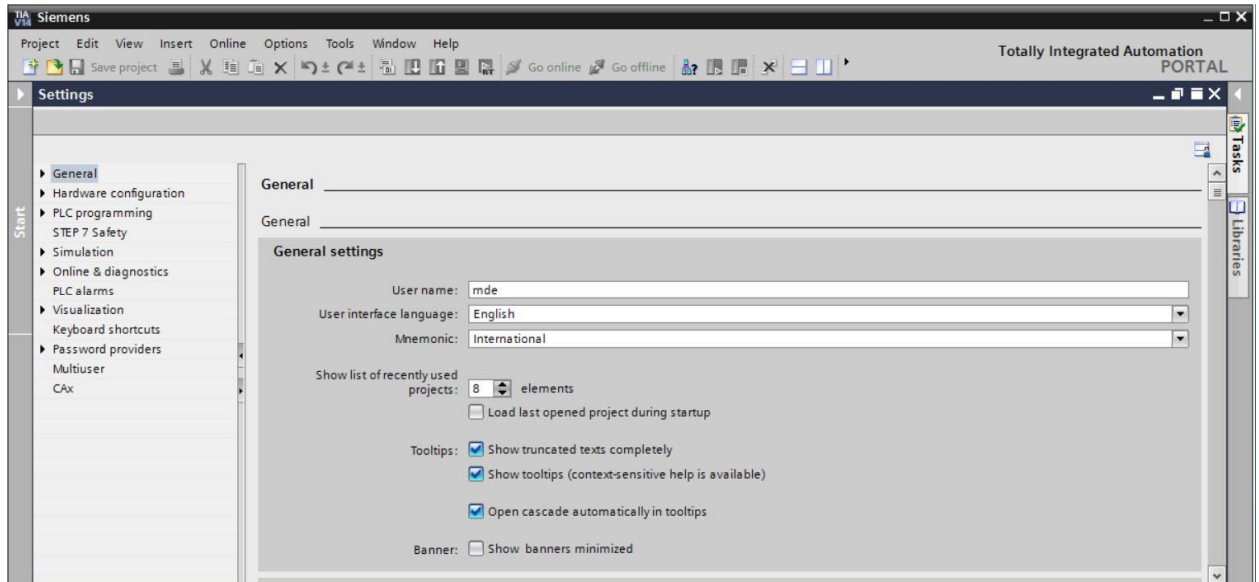 TIA V14 Siemens
Project Edit View Insert Online Options Tools Window Help
Totally Integrated Automation
PORTAL
Save project Go online Go offline
Settings
Tasks
Libraries
Start
General
Hardware configuration
PLC programming
STEP 7 Safety
Simulation
Online & diagnostics
PLC alarms
Visualization
Keyboard shortcuts
Password providers
Multiuser
CAx
General
General
General settings
User name: mde
User interface language: English
Mnemonic: International
Show list of recently used
projects: 8 elements
Load last opened project during startup
Tooltips: Show truncated texts completely
Show tooltips (context-sensitive help is available)
Open cascade automatically in tooltips
Banner: Show banners minimized